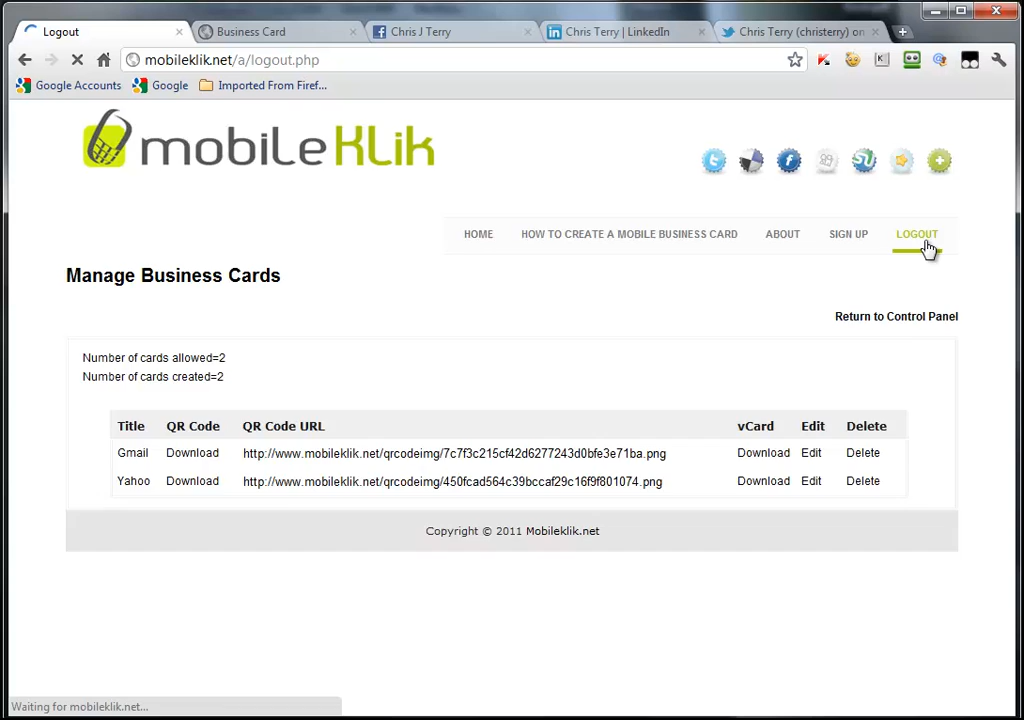 Logout
Business Card
Chris J Terry
Chris Terry | LinkedIn
Chris Terry (christerry) on
mobileklik.net/a/logout.php
Google Accounts
Google
Imported From Firef...
mobile KLik
HOME
HOW TO CREATE A MOBILE BUSINESS CARD
ABOUT
SIGN UP
LOGOUT
Manage Business Cards
Return to Control Panel
Number of cards allowed=2
Number of cards created=2
Title QR Code QR Code URL vCard Edit Delete
Gmail Download http://www.mobileklik.net/qrcodeimg/7c7f3c215cf42d6277243d0bfe3e71ba.png Download Edit Delete
Yahoo Download http://www.mobileklik.net/qrcodeimg/450fcad564c39bccaf29c16f9f801074.png Download Edit Delete
Copyright © 2011 Mobileklik.net
Waiting for mobileklik.net...